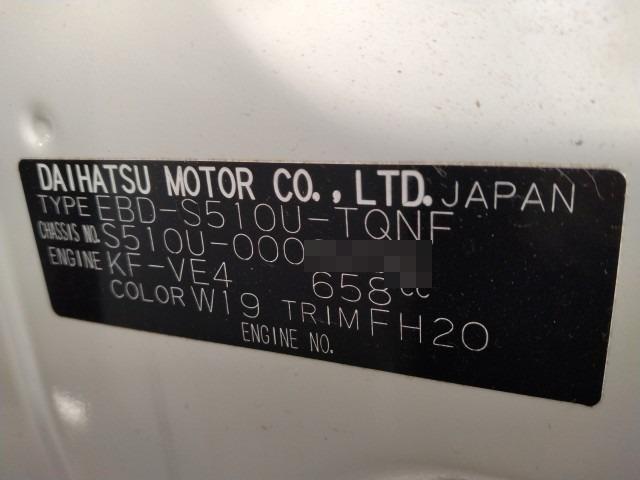 DAIHATSU MOTOR CO., LTD. JAPAN
TYPE EBD-S510U-TQNF
CHASSIS NO. S510U-000
ENGINE KF-VE4 658cc
COLOR W19 TRIM FH20
ENGINE NO.